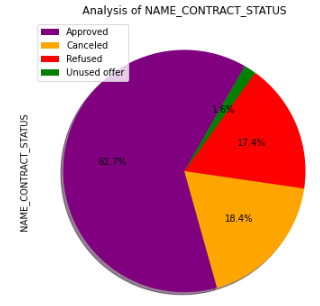 Analysis of NAME_CONTRACT_STATUS
Approved
Canceled
Refused
Unused offer
NAME_CONTRACT_STATUS
62.7%
1.6%
17.4%
18.4%